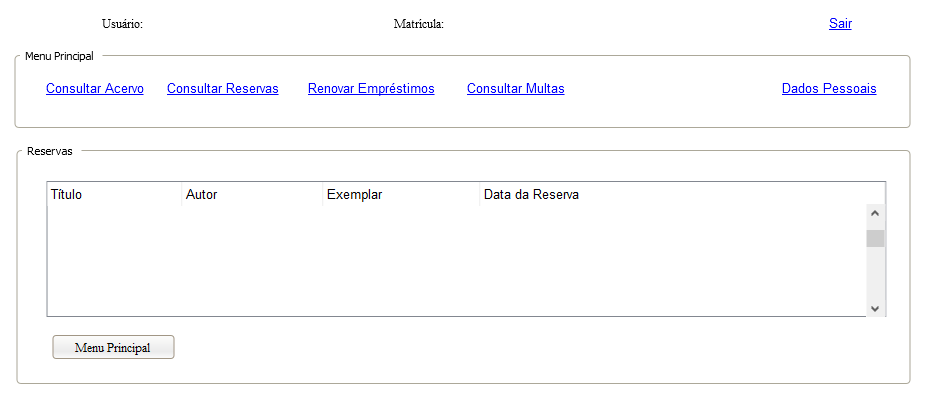 Usuário: Matricula: Sair
Menu Principal
Consultar Acervo Consultar Reservas Renovar Empréstimos Consultar Multas Dados Pessoais
Reservas
Título Autor Exemplar Data da Reserva
Menu Principal